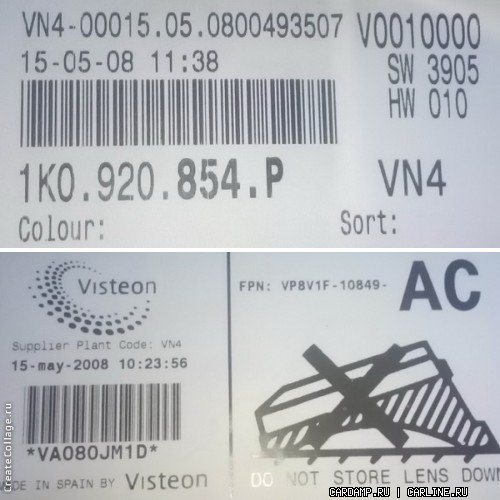 VN4-00015.05.0800493507 V0010000
15-05-08 11:38 SW 3905
HW 010
1K0.920.854.P VN4
Colour: Sort:
Visteon
Supplier Plant Code: VN4
15-may-2008 10:23:56
*VA080JM1D*
DE IN SPAIN BY Visteon
FPN: VP8V1F-10849- AC
DO NOT STORE LENS DOWN
CARDAMP.RU | CARLINE.RU
CreateCollage.ru